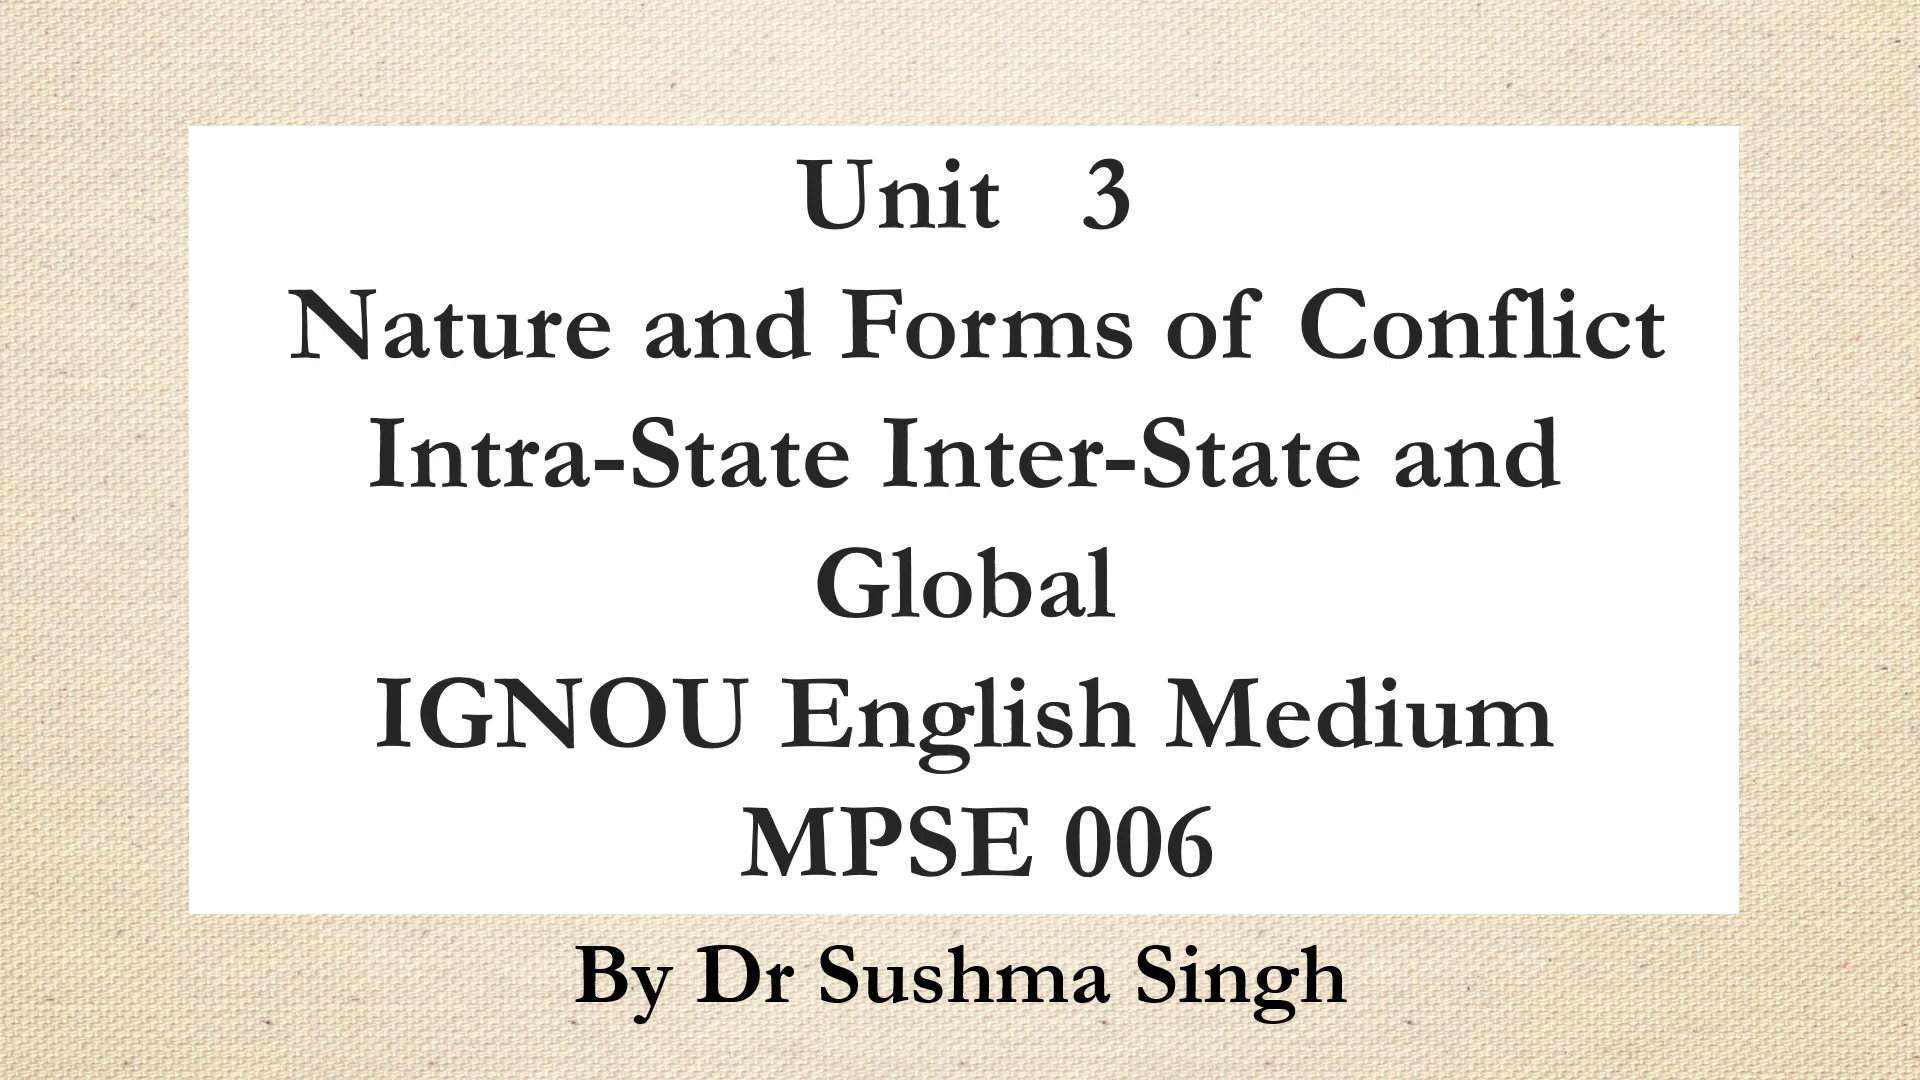 Unit 3
Nature and Forms of Conflict
Intra-State Inter-State and
Global
IGNOU English Medium
MPSE 006
By Dr Sushma Singh